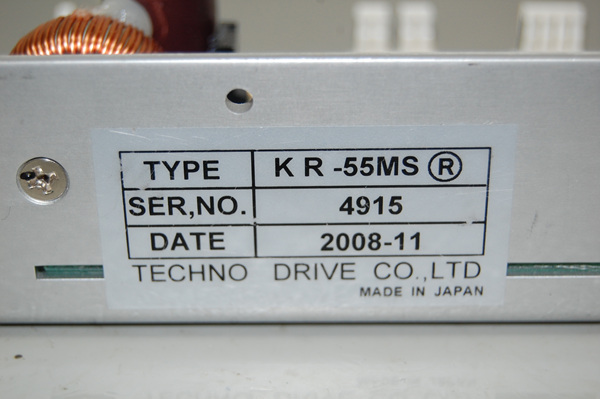 TYPE K R -55MS Ⓡ
SER,NO. 4915
DATE 2008-11
TECHNO DRIVE CO.,LTD
MADE IN JAPAN